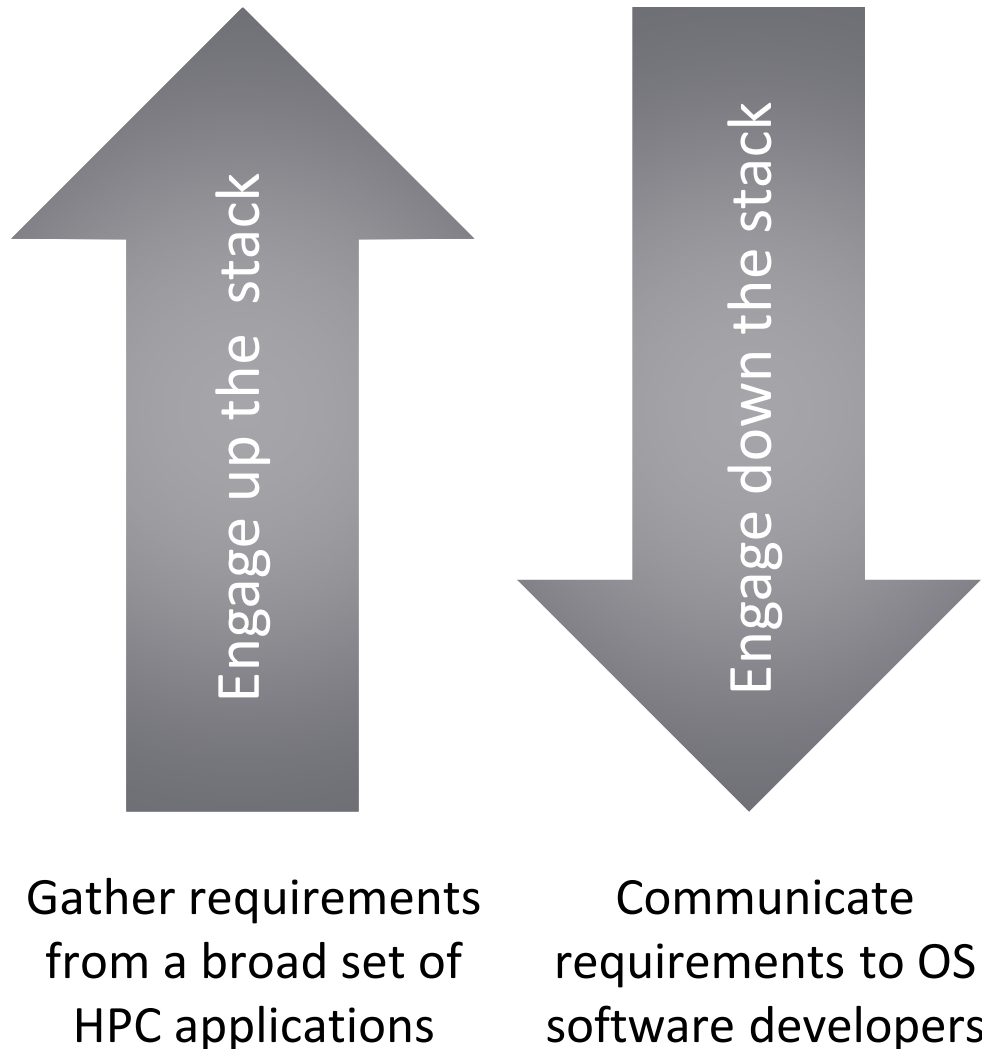 Engage up the stack
Engage down the stack
Gather requirements
from a broad set of
HPC applications
Communicate
requirements to OS
software developers